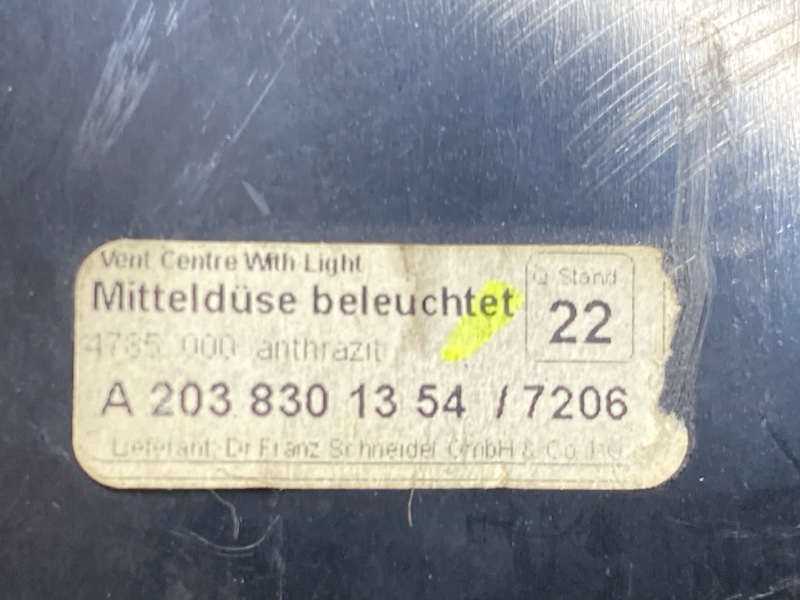 Vent Centre With Light
Mitteldüse beleuchtet
Q-Stand
22
4785 000 anthrazit
A 203 830 13 54 / 7206
Lieferant: Dr Franz Schneider GmbH & Co